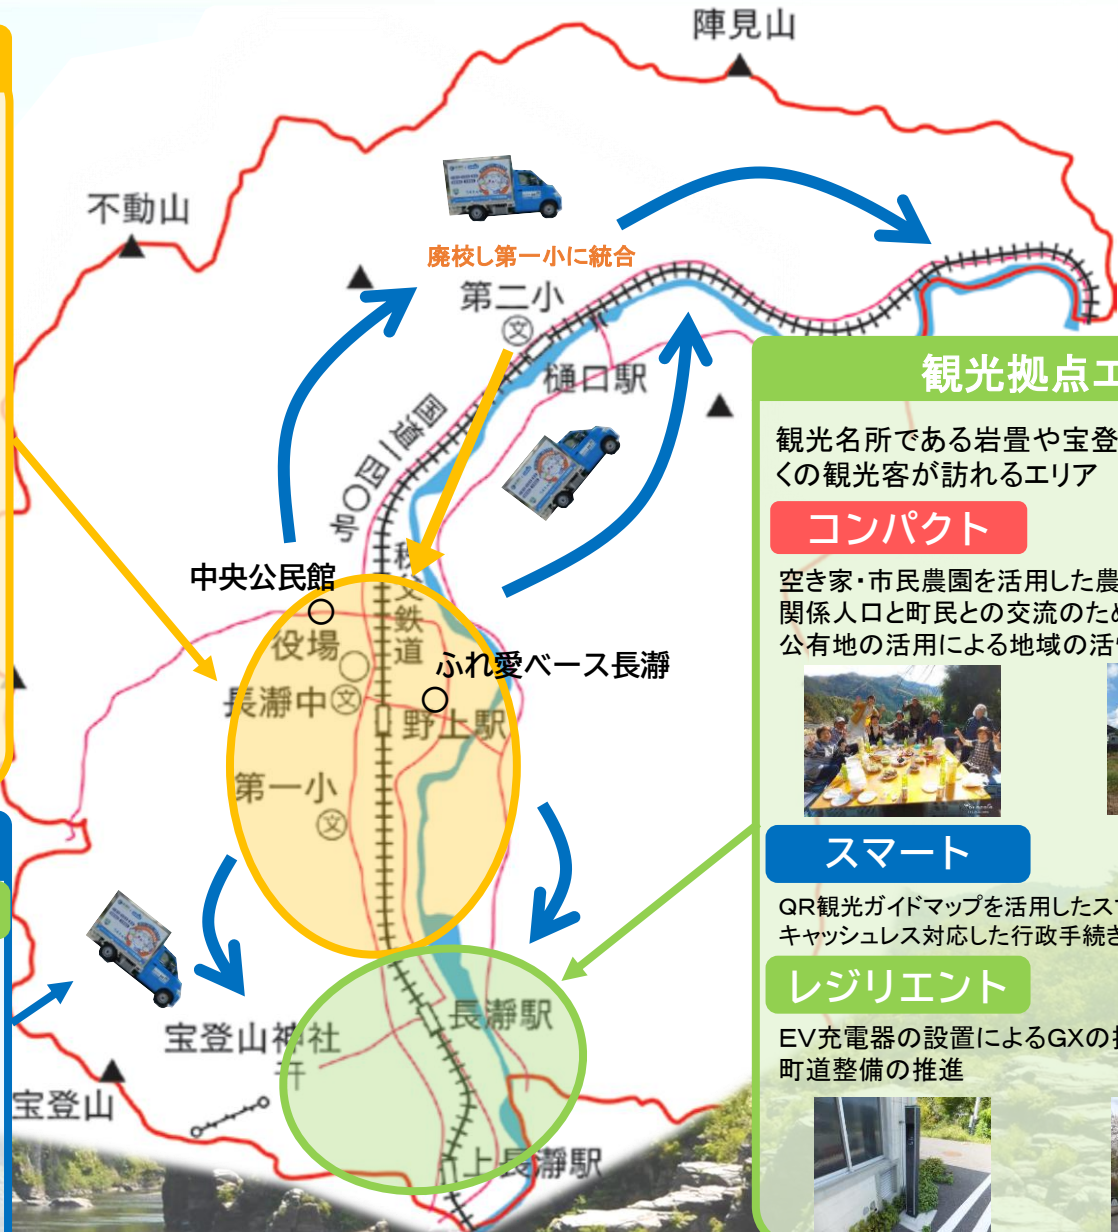 陣見山
不動山
廃校し第一小に統合
第二小
文
樋口駅
国道一四〇号
秩父鉄道
中央公民館
役場
ふれ愛ベース長瀞
長瀞中
文
野上駅
第一小
文
長瀞駅
宝登山神社
宝登山
上長瀞駅
観光拠点エ
観光名所である岩畳や宝登
くの観光客が訪れるエリア
コンパクト
空き家・市民農園を活用した農
関係人口と町民との交流のため
公有地の活用による地域の活
スマート
QR観光ガイドマップを活用したス
キャッシュレス対応した行政手続き
レジリエント
EV充電器の設置によるGXの
町道整備の推進